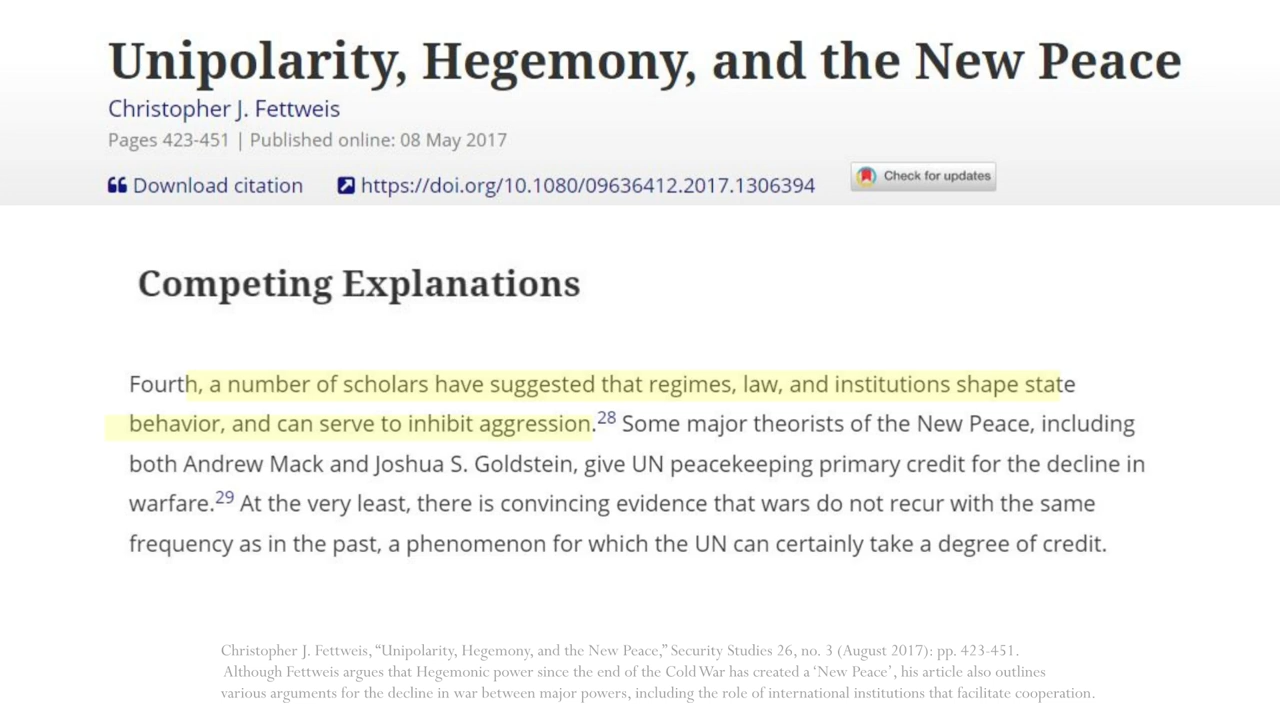 Unipolarity, Hegemony, and the New Peace
Christopher J. Fettweis
Pages 423-451 | Published online: 08 May 2017
Download citation https://doi.org/10.1080/09636412.2017.1306394 Check for updates
Competing Explanations
Fourth, a number of scholars have suggested that regimes, law, and institutions shape state
behavior, and can serve to inhibit aggression.28 Some major theorists of the New Peace, including
both Andrew Mack and Joshua S. Goldstein, give UN peacekeeping primary credit for the decline in
warfare.29 At the very least, there is convincing evidence that wars do not recur with the same
frequency as in the past, a phenomenon for which the UN can certainly take a degree of credit.
Christopher J. Fettweis, “Unipolarity, Hegemony, and the New Peace,” Security Studies 26, no. 3 (August 2017): pp. 423-451.
Although Fettweis argues that Hegemonic power since the end of the Cold War has created a ‘New Peace’, his article also outlines
various arguments for the decline in war between major powers, including the role of international institutions that facilitate cooperation.